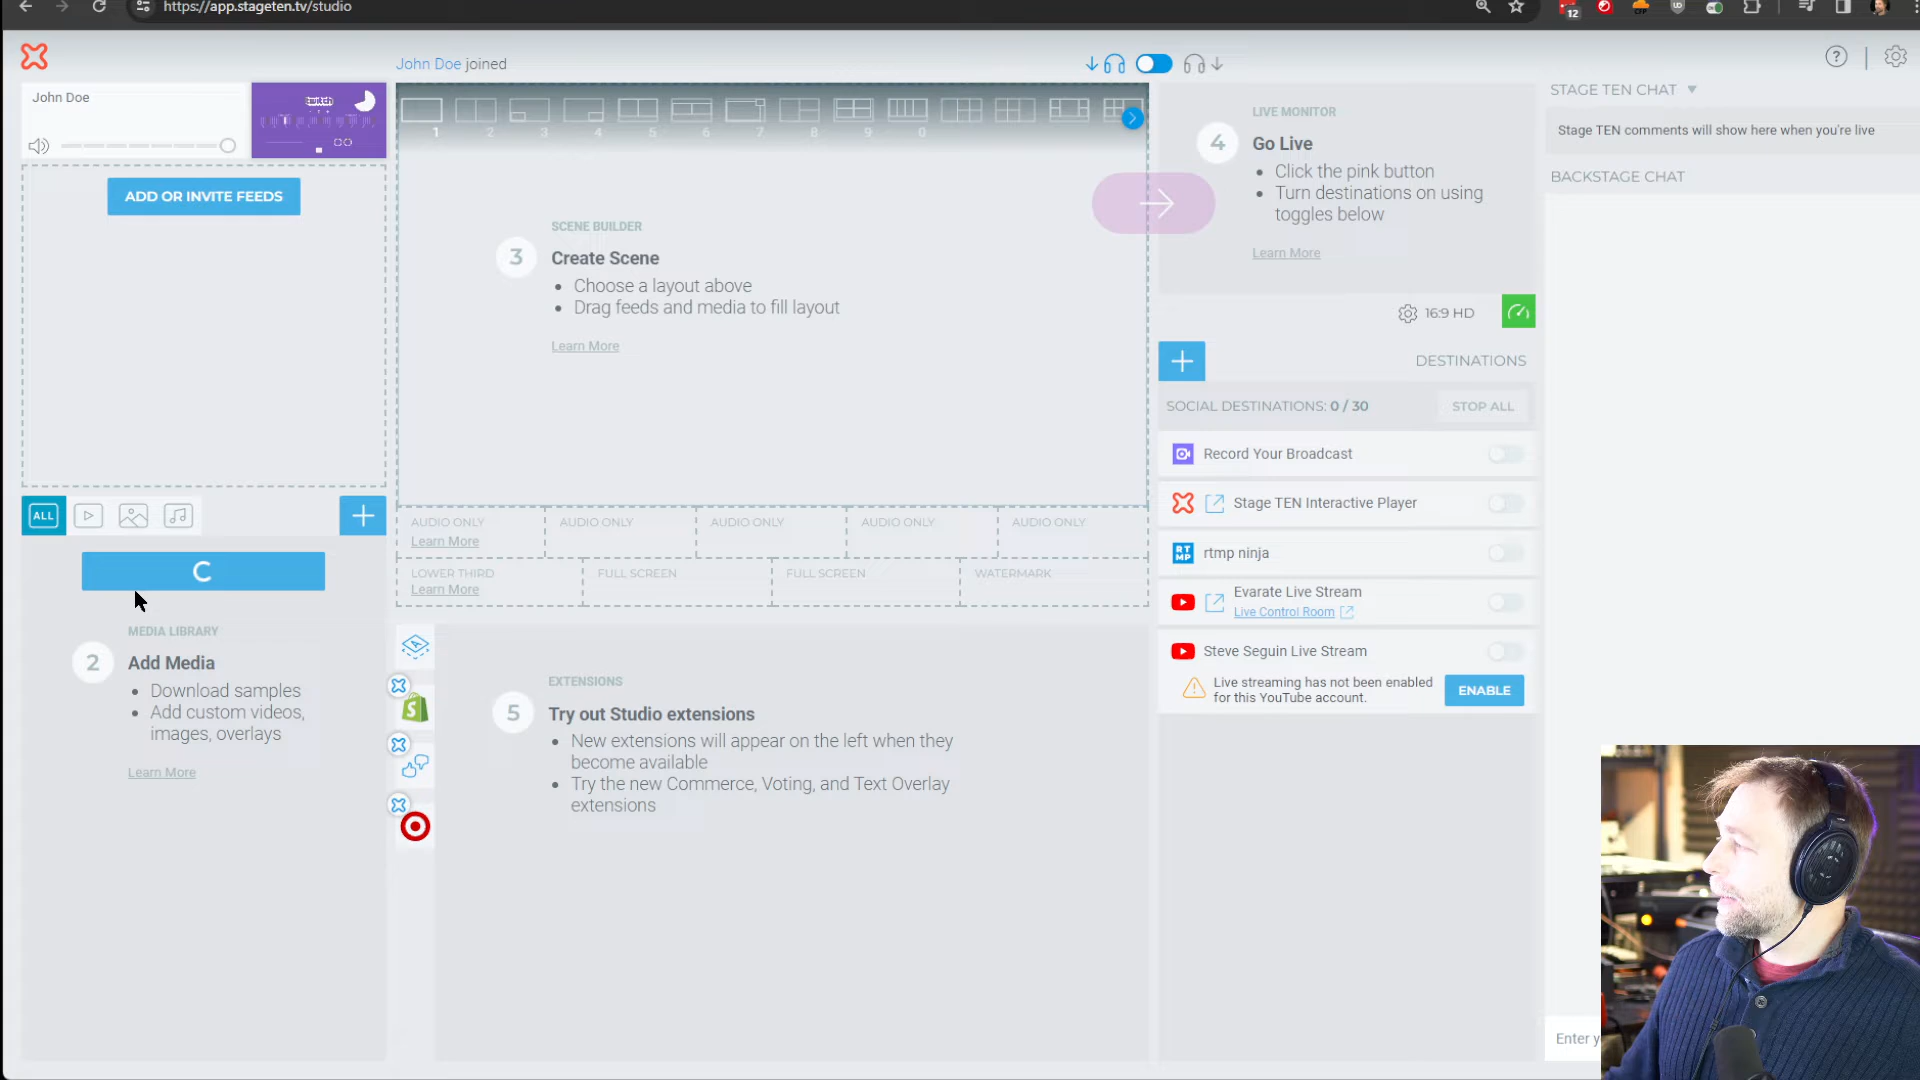 https://app.stageten.tv/studio
12
John Doe joined
John Doe
twitch
ADD OR INVITE FEEDS
1 2 3 4 5 6 7 8 9 0
SCENE BUILDER
3
Create Scene
• Choose a layout above
• Drag feeds and media to fill layout
Learn More
LIVE MONITOR
4
Go Live
• Click the pink button
• Turn destinations on using
toggles below
Learn More
16:9 HD
STAGE TEN CHAT
Stage TEN comments will show here when you're live
BACKSTAGE CHAT
DESTINATIONS
SOCIAL DESTINATIONS: 0 / 30
STOP ALL
Record Your Broadcast
Stage TEN Interactive Player
RTMP
rtmp ninja
Evarate Live Stream
Live Control Room
Steve Seguin Live Stream
Live streaming has not been enabled
for this YouTube account.
ENABLE
ALL
AUDIO ONLY
Learn More
AUDIO ONLY
AUDIO ONLY
AUDIO ONLY
AUDIO ONLY
LOWER THIRD
Learn More
FULL SCREEN
FULL SCREEN
WATERMARK
MEDIA LIBRARY
2
Add Media
• Download samples
• Add custom videos,
images, overlays
Learn More
EXTENSIONS
5
Try out Studio extensions
• New extensions will appear on the left when they
become available
• Try the new Commerce, Voting, and Text Overlay
extensions
Enter y